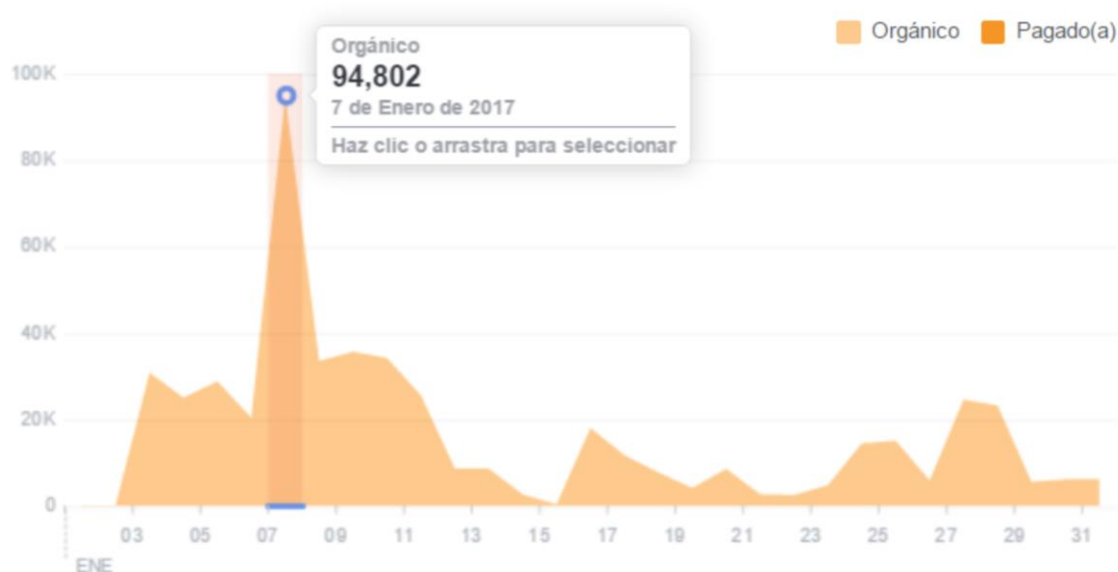 Orgánico Pagado(a)
Orgánico
94,802
7 de Enero de 2017
Haz clic o arrastra para seleccionar
100K
80K
60K
40K
20K
0
03 05 07 09 11 13 15 17 19 21 23 25 27 29 31
ENE